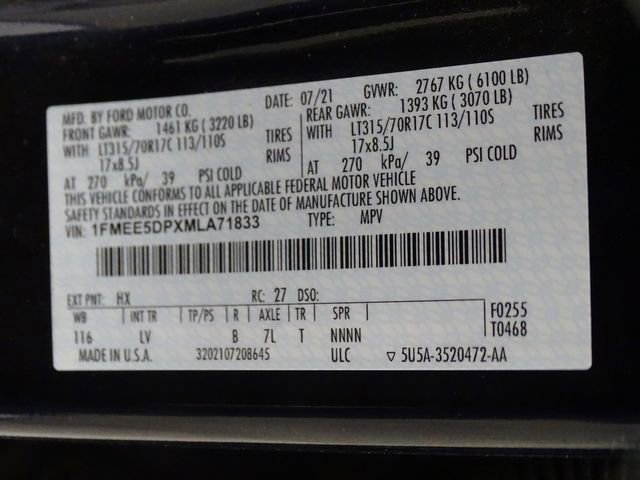 MFD. BY FORD MOTOR CO. DATE: 07/21 GVWR: 2767 KG (6100 LB)
FRONT GAWR: 1461 KG (3220 LB) REAR GAWR: 1393 KG (3070 LB)
WITH LT315/70R17C 113/110S TIRES WITH LT315/70R17C 113/110S TIRES
17x8.5J RIMS 17x8.5J RIMS
AT 270 kPa/ 39 PSI COLD AT 270 kPa/ 39 PSI COLD
THIS VEHICLE CONFORMS TO ALL APPLICABLE FEDERAL MOTOR VEHICLE
SAFETY STANDARDS IN EFFECT ON THE DATE OF MANUFACTURE SHOWN ABOVE.
VIN: 1FMEE5DPXMLA71833 TYPE: MPV
EXT PNT: HX RC: 27 DSO:
WB INT TR TP/PS R AXLE TR SPR F0255
116 LV B 7L T NNNN T0468
MADE IN U.S.A. 3202107208645 ULC ▽ 5U5A-3520472-AA